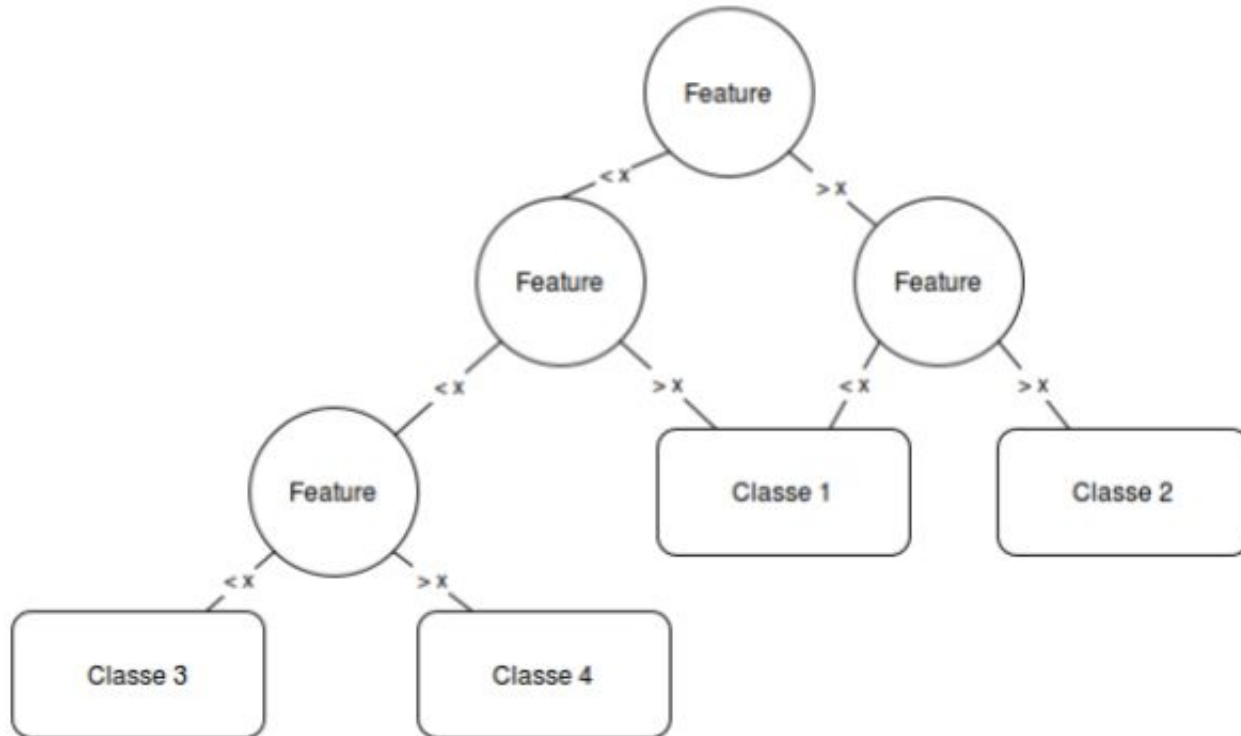 Feature
< x
> x
Feature
Feature
< x
> x
< x
> x
Feature
Classe 1
Classe 2
< x
> x
Classe 3
Classe 4